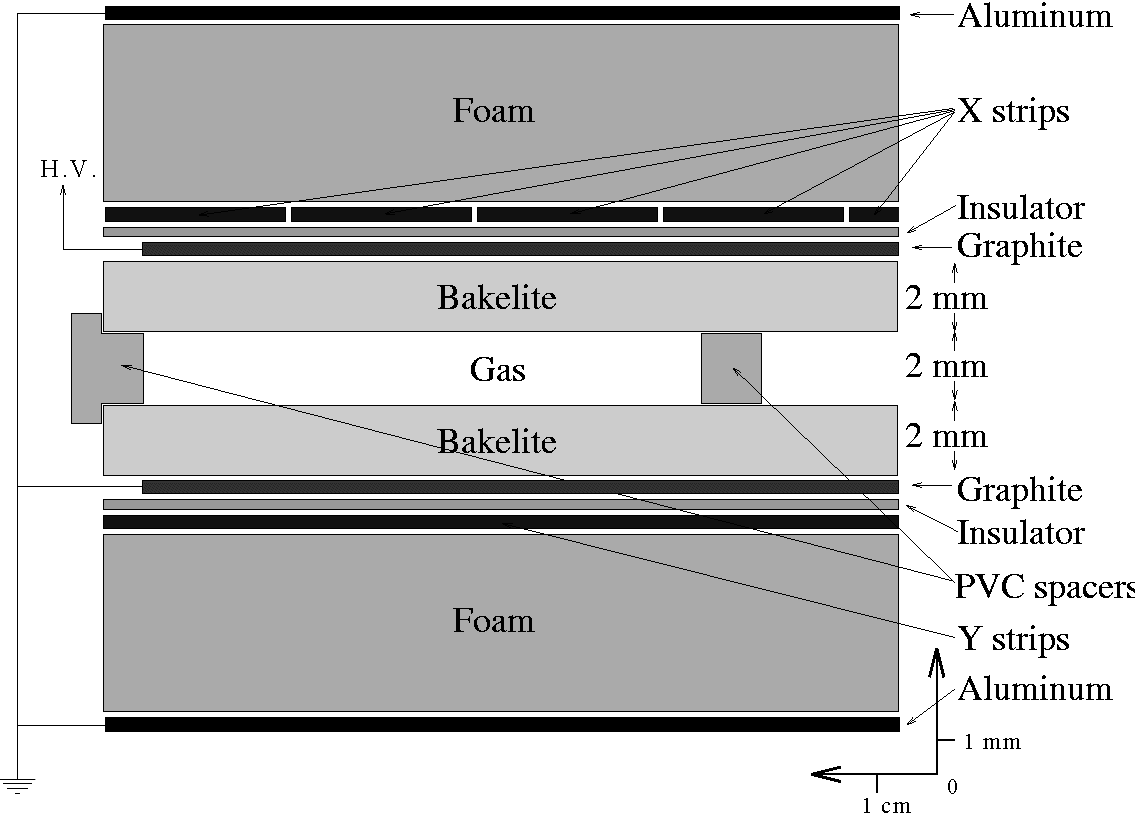 Aluminum
Foam
X strips
H.V.
Insulator
Graphite
Bakelite
2 mm
Gas
2 mm
Bakelite
2 mm
Graphite
Insulator
PVC spacers
Foam
Y strips
Aluminum
1 mm
0
1 cm